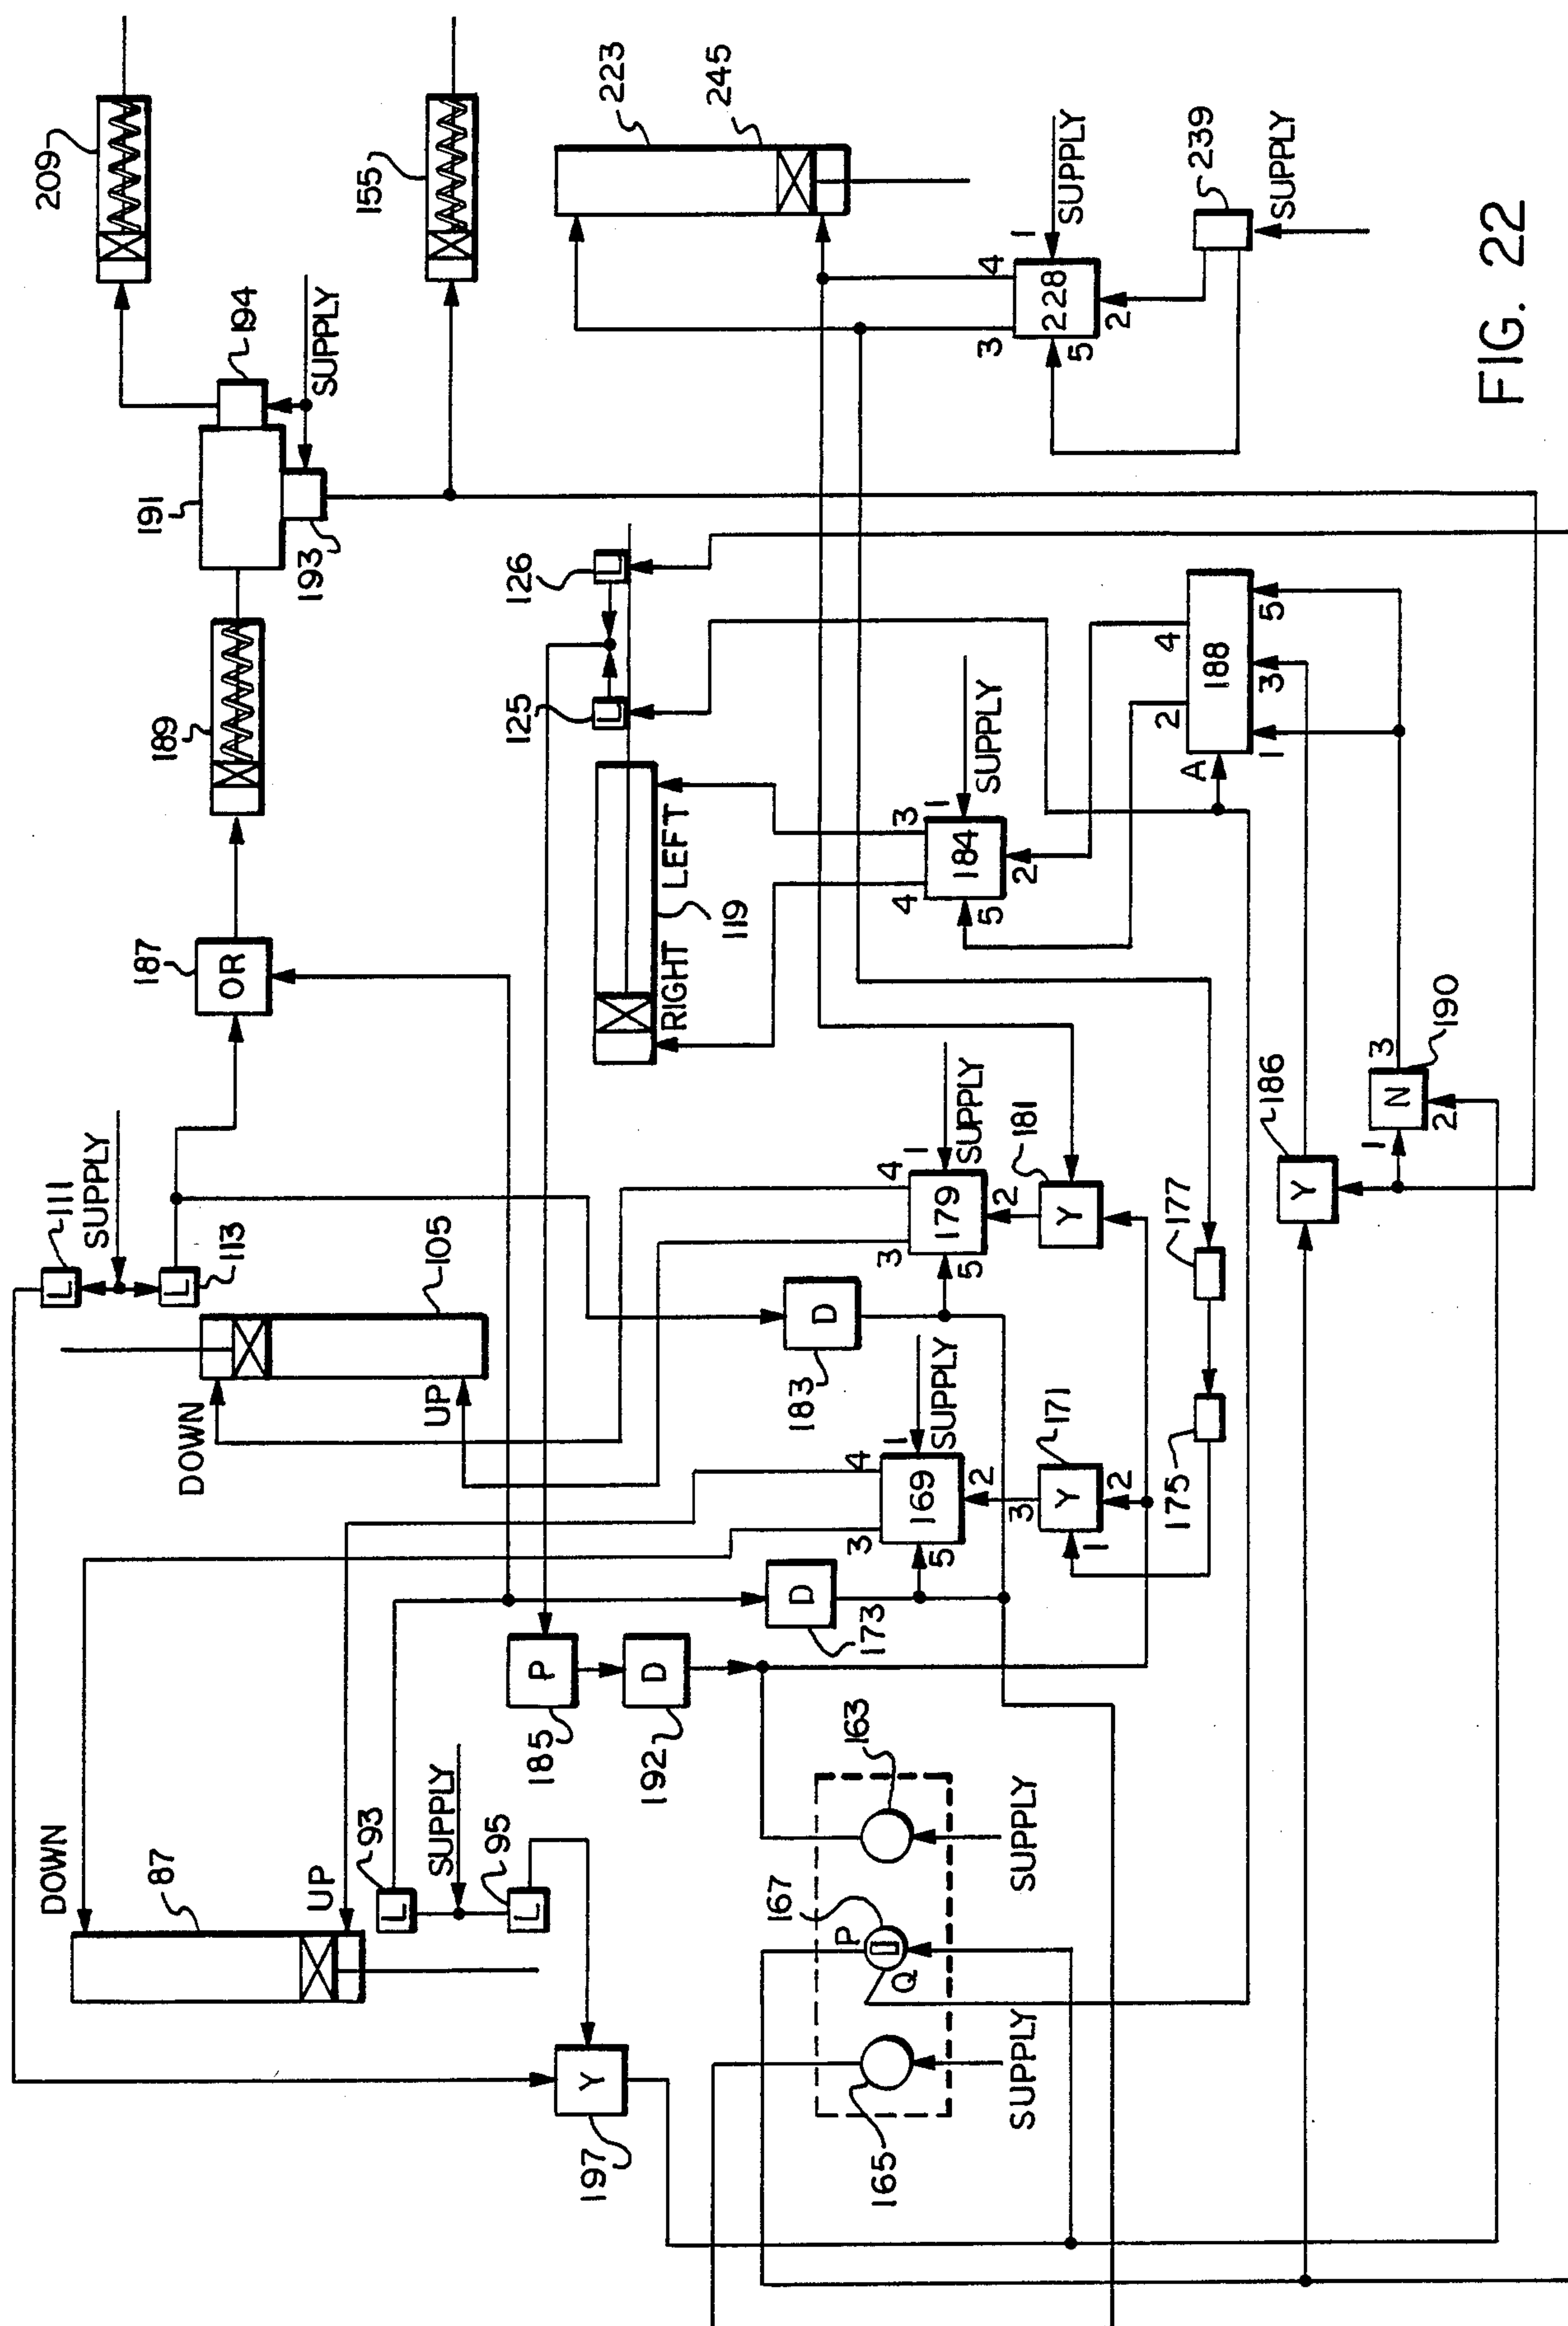 DOWN
87
UP
93
SUPPLY
95
L
L
111
SUPPLY
113
L
L
DOWN
UP
105
187
OR
189
191
193
194
SUPPLY
209
155
223
245
197
Y
185
P
192
D
173
D
183
D
169
3
4
1
SUPPLY
5
2
179
3
4
1
SUPPLY
5
2
181
Y
171
Y
3
1
2
175
177
RIGHT
LEFT
119
125
L
126
L
184
4
3
1
SUPPLY
5
2
228
3
4
1
SUPPLY
5
2
239
SUPPLY
165
167
P
Q
163
SUPPLY
SUPPLY
188
A
2
4
1
3
5
186
Y
190
N
1
2
3
FIG. 22